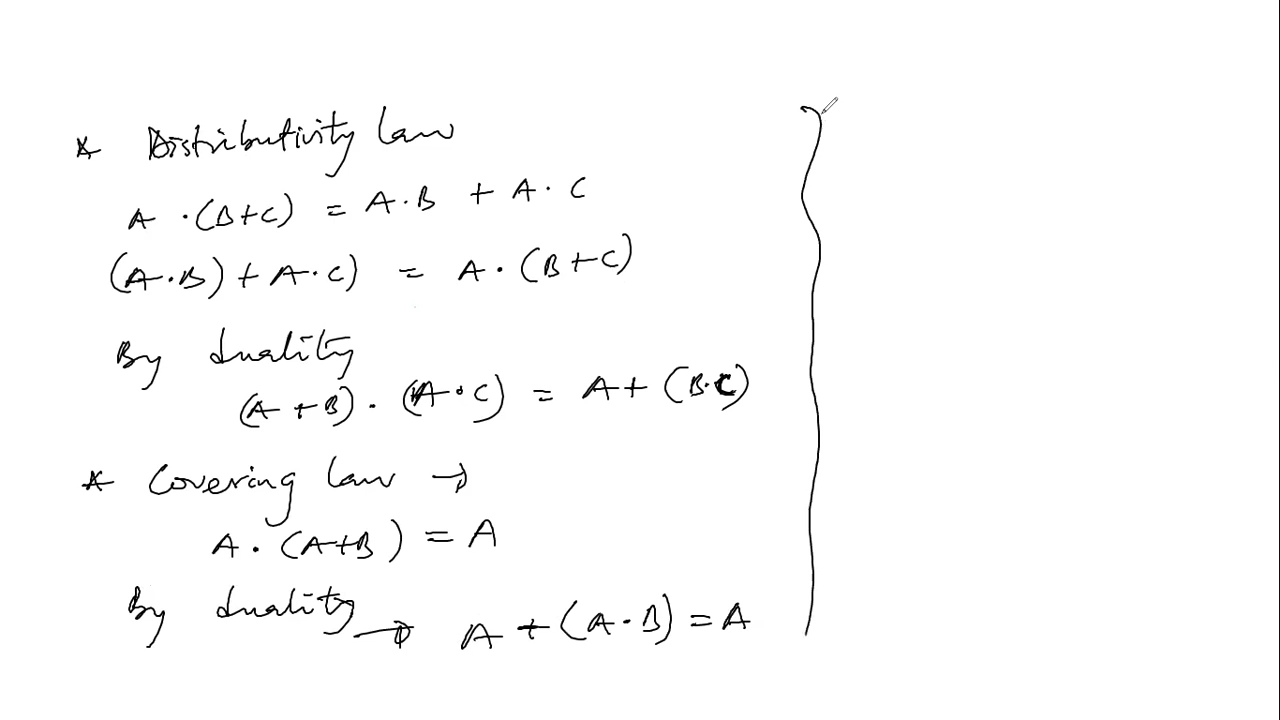 * Distributivity law
A · (B+C) = A·B + A·C
(A·B) + A·C) = A·(B+C)
By duality
(A+B) · (A·C) = A+ (B·C)
* Covering law →
A · (A+B) = A
By duality → A + (A·B) = A